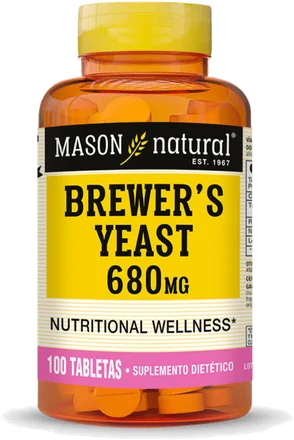 MASON natural®
EST. 1967
BREWER'S
YEAST
680MG
NUTRITIONAL WELLNESS*
100 TABLETAS • SUPLEMENTO DIETÉTICO